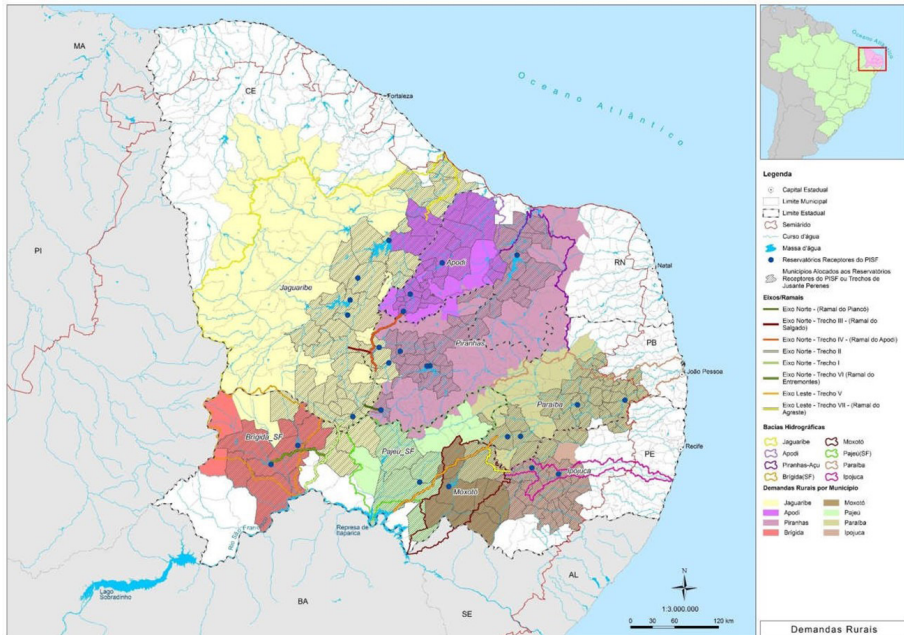 MA
CE
Fortaleza
Oceano Atlântico
PI
Apodi
Jaguaribe
RN
Natal
Piranhas
PB
João Pessoa
Paraíba
Brígida_SF
Pajeú_SF
Recife
PE
Ipojuca
Moxotó
Represa de
Itaparica
Lago
Sobradinho
AL
BA
SE
N
1:3.000.000
0 30 60 120 km
Oceano Atlântico
Legenda
Capital Estadual
Limite Municipal
Limite Estadual
Semiárido
Curso d'água
Massa d'água
Reservatórios Receptores do PISF
Municípios Alocados aos Reservatórios
Receptores do PISF ou Trechos de
Jusante Perenes
Eixos/Ramais
Eixo Norte - (Ramal do Piancó)
Eixo Norte - Trecho III - (Ramal do
Salgado)
Eixo Norte - Trecho IV - (Ramal do Apodi)
Eixo Norte - Trecho II
Eixo Norte - Trecho I
Eixo Norte - Trecho VI (Ramal do
Entremontes)
Eixo Leste - Trecho V
Eixo Leste - Trecho VII - (Ramal do
Agreste)
Bacias Hidrográficas
Jaguaribe Moxotó
Apodi Pajeú(SF)
Piranhas-Açu Paraíba
Brígida(SF) Ipojuca
Demandas Rurais por Município
Jaguaribe Moxotó
Apodi Pajeú
Piranhas Paraíba
Brígida Ipojuca
Demandas Rurais